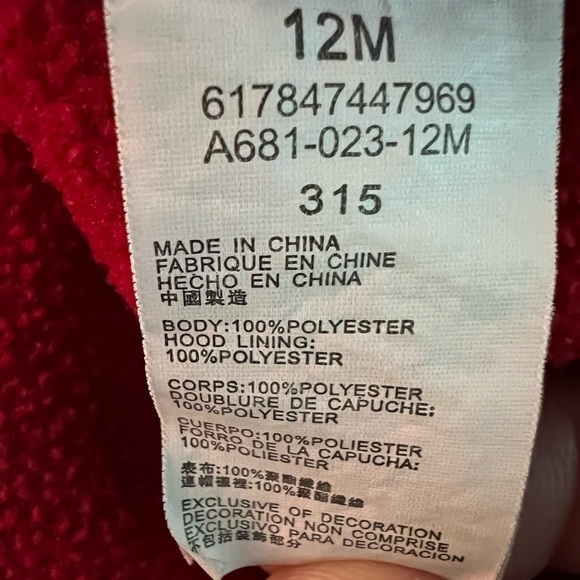 12M
617847447969
A681-023-12M
315
MADE IN CHINA
FABRIQUE EN CHINE
HECHO EN CHINA
中國製造
BODY:100%POLYESTER
HOOD LINING:
100%POLYESTER
CORPS:100%POLYESTER
DOUBLURE DE CAPUCHE:
100%POLYESTER
CUERPO:100%POLIESTER
FORRO DE LA CAPUCHA:
100%POLIESTER
表布:100%聚酯纖維
連帽裡裡:100%聚酯纖維
EXCLUSIVE OF DECORATION
DECORATION NON COMPRISE
EXCLUSIVO PARA DECORACION
不包括裝飾部分